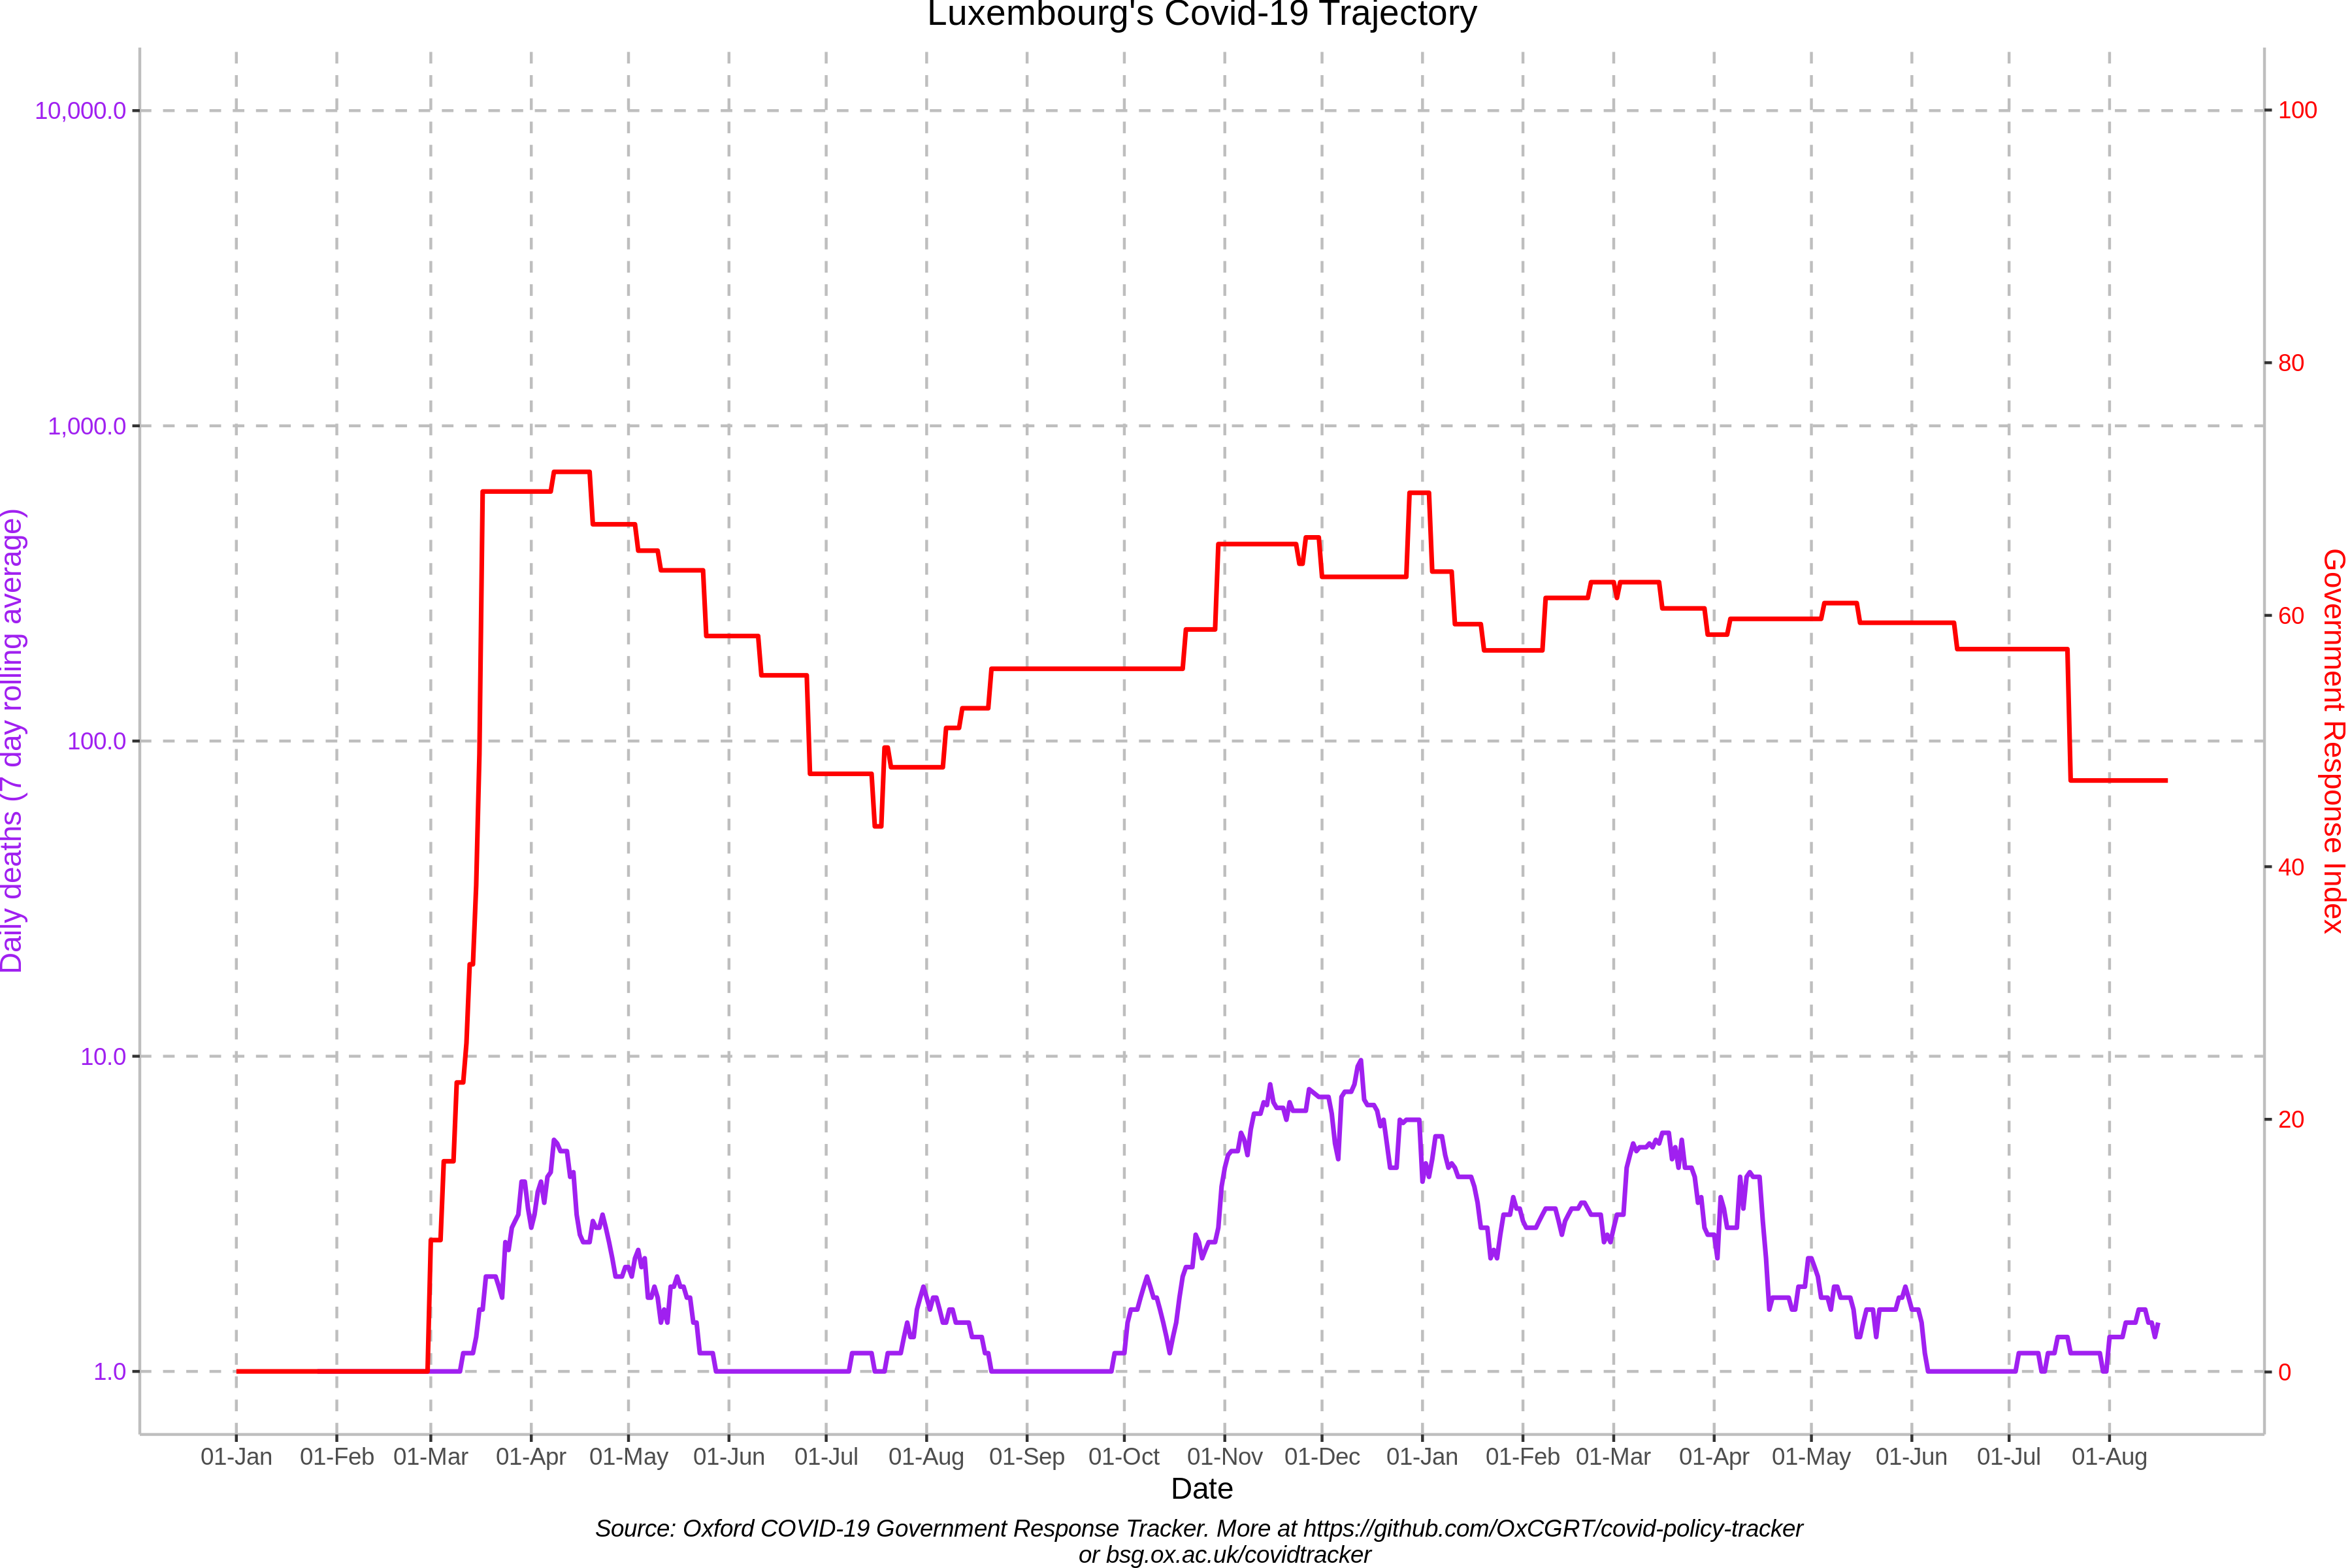 Luxembourg's Covid-19 Trajectory
10,000.0
1,000.0
100.0
10.0
1.0
Daily deaths (7 day rolling average)
100
80
60
40
20
0
Government Response Index
01-Jan 01-Feb 01-Mar 01-Apr 01-May 01-Jun 01-Jul 01-Aug 01-Sep 01-Oct 01-Nov 01-Dec 01-Jan 01-Feb 01-Mar 01-Apr 01-May 01-Jun 01-Jul 01-Aug
Date
Source: Oxford COVID-19 Government Response Tracker. More at https://github.com/OxCGRT/covid-policy-tracker
or bsg.ox.ac.uk/covidtracker